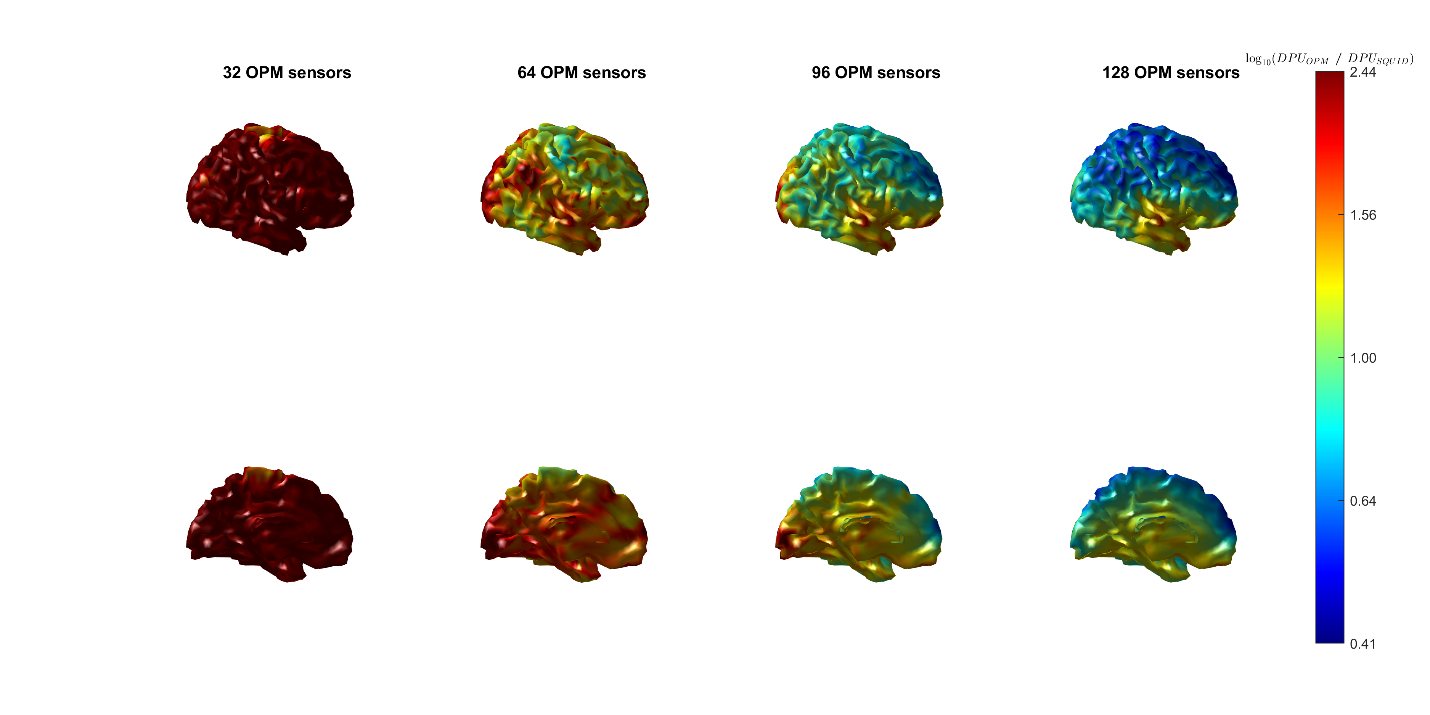 32 OPM sensors
64 OPM sensors
96 OPM sensors
128 OPM sensors
log₁₀(DPU_OPM / DPU_SQUID)
2.44
1.56
1.00
0.64
0.41